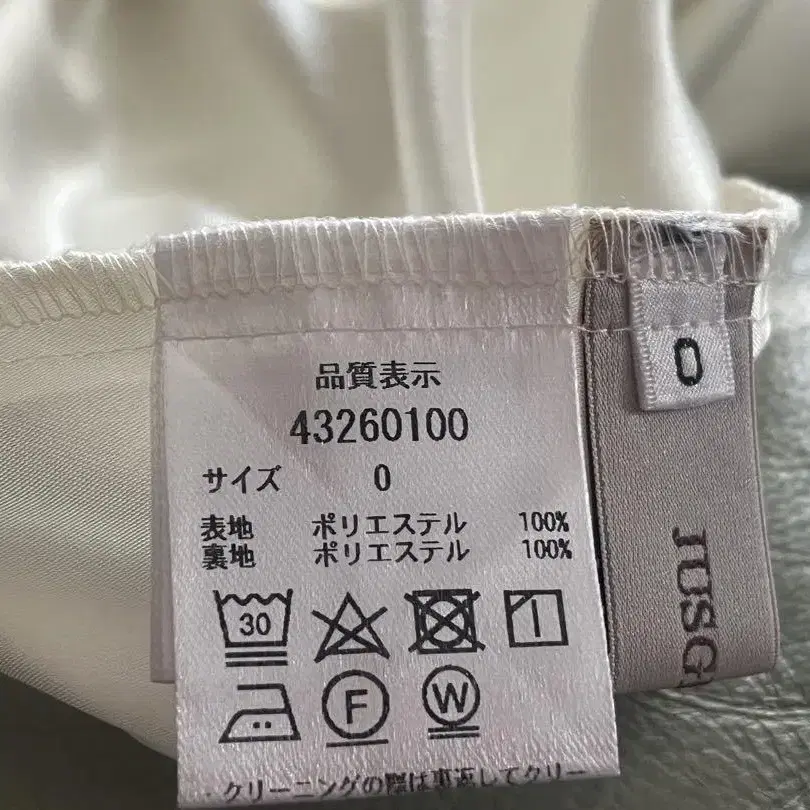 品質表示
43260100
サイズ 0
表地 ポリエステル 100%
裏地 ポリエステル 100%
30
F
W
・クリーニングの際は裏返してクリー
0